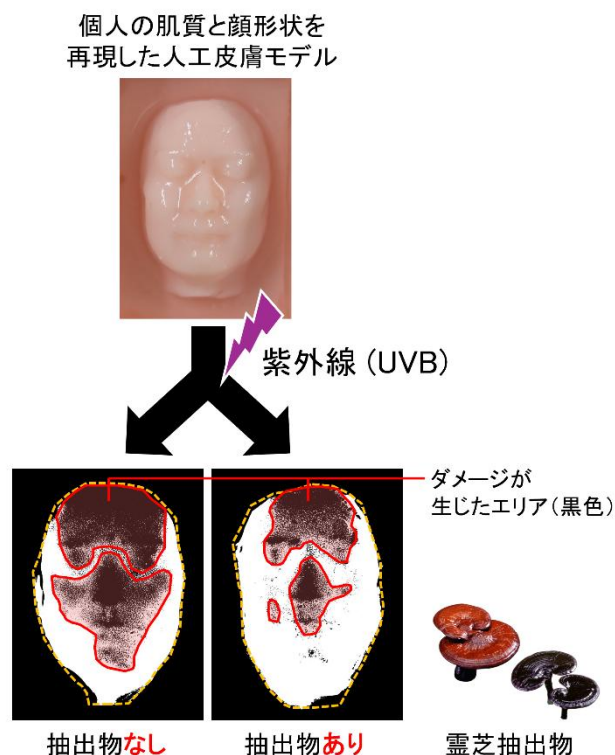 個人の肌質と顔形状を
再現した人工皮膚モデル
紫外線 (UVB)
ダメージが
生じたエリア(黒色)
抽出物なし
抽出物あり
霊芝抽出物